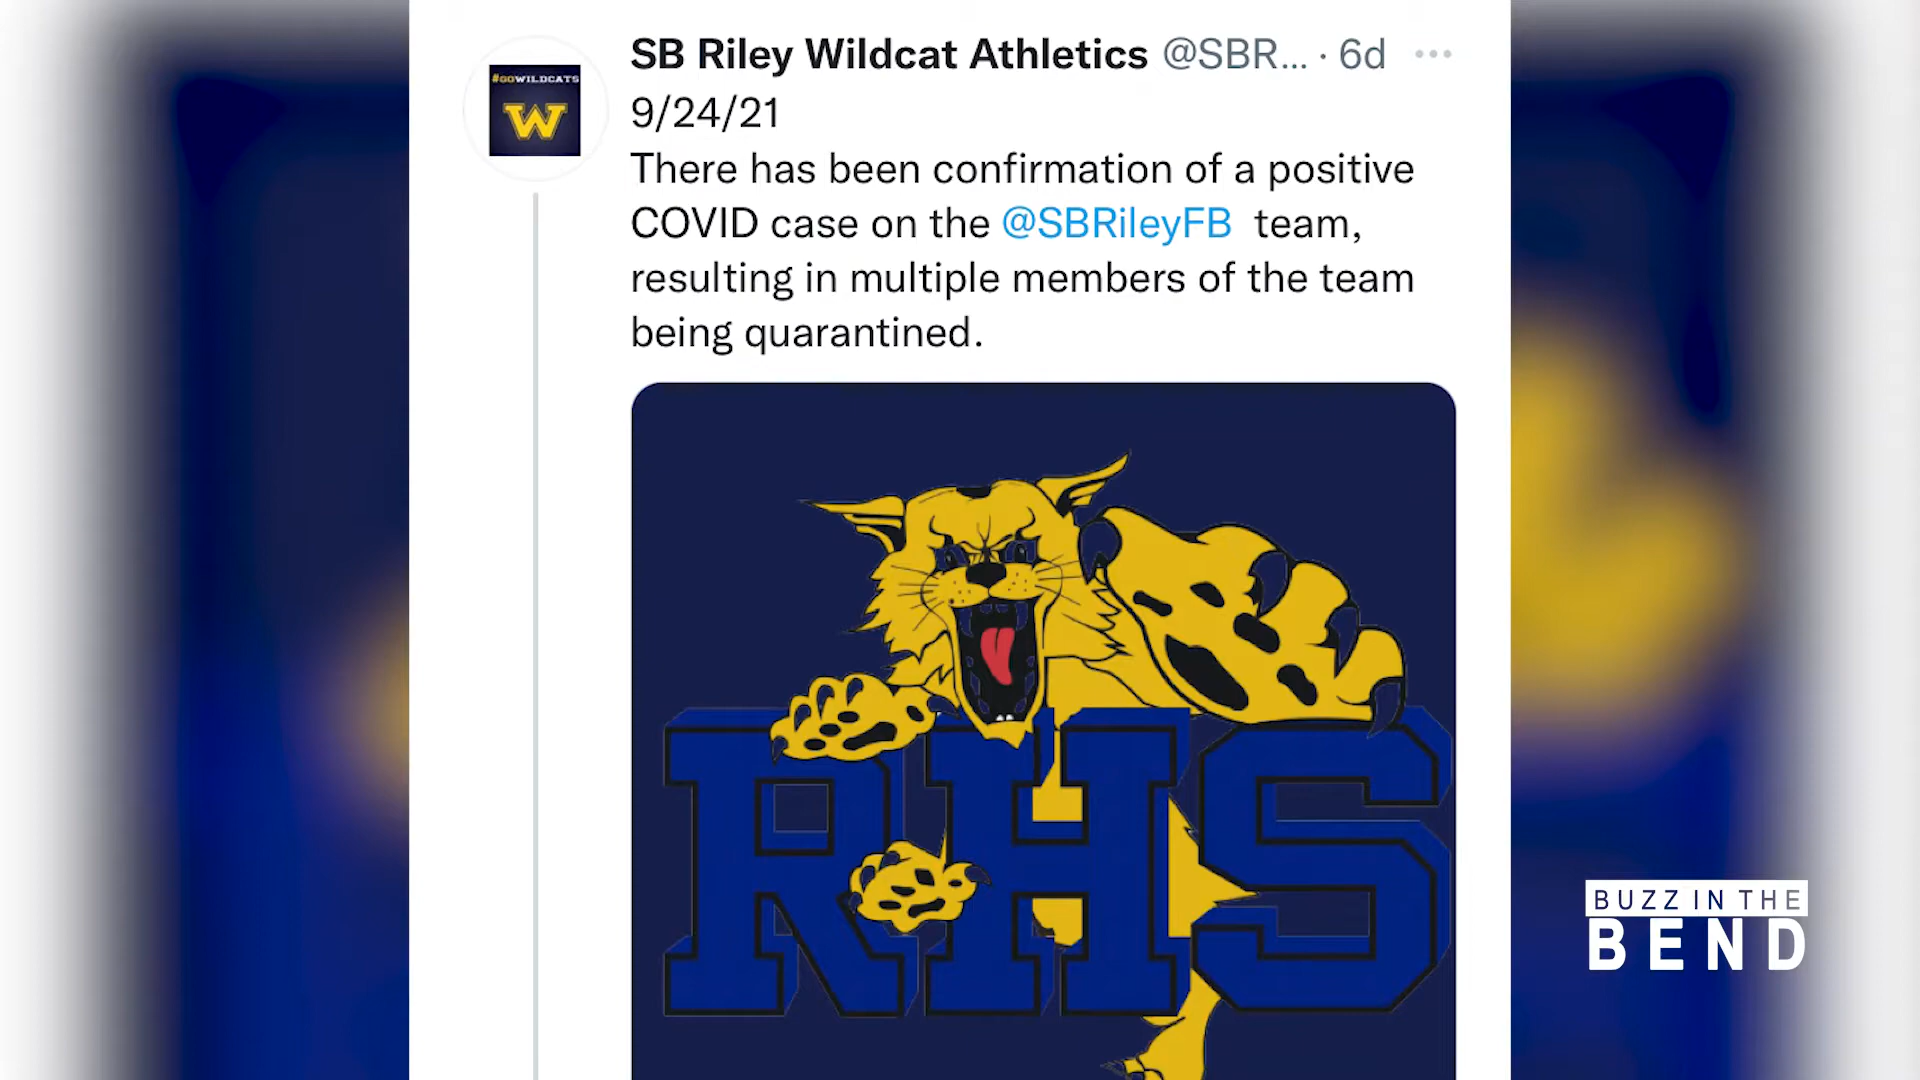 SB Riley Wildcat Athletics @SBR... · 6d
#GOWILDCATS
W
9/24/21
There has been confirmation of a positive
COVID case on the @SBRileyFB team,
resulting in multiple members of the team
being quarantined.
RHS
BUZZ IN THE
BEND